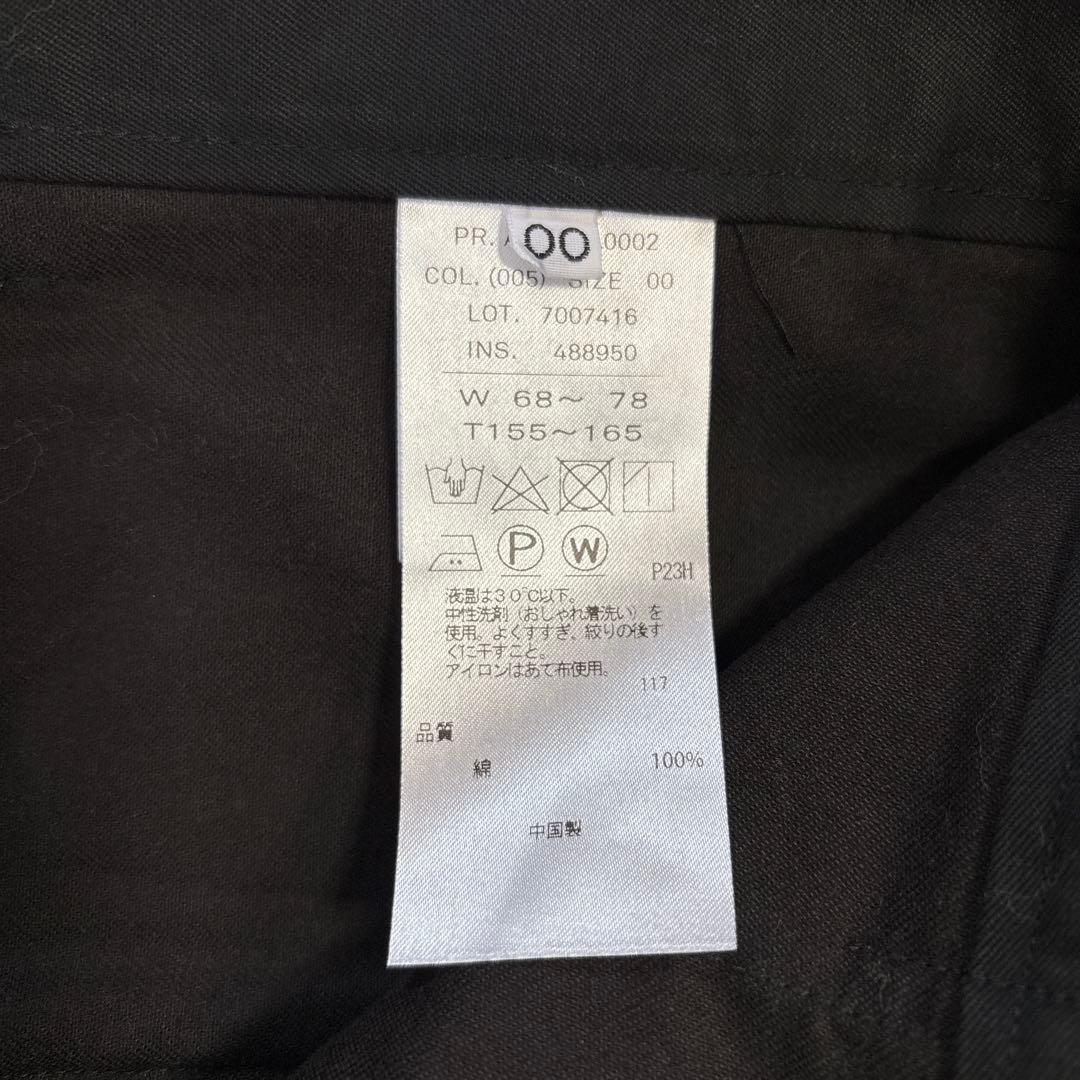 PR. 0002
00
COL. (005) SIZE 00
LOT. 7007416
INS. 488950
W 68～ 78
T155～165
P W
P23H
液温は30℃以下。
中性洗剤（おしゃれ着洗い）を
使用。よくすすぎ、絞りの後す
ぐに干すこと。
アイロンはあて布使用。
117
品質
綿 100%
中国製